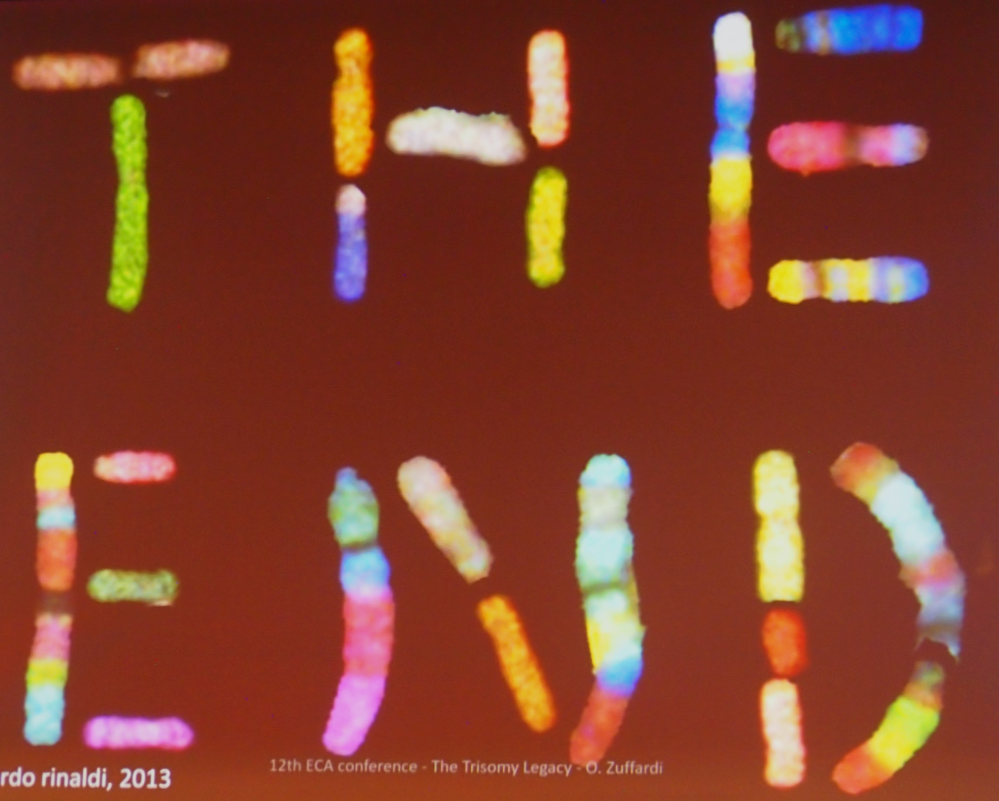 THE
END
rdo rinaldi, 2013
12th ECA conference - The Trisomy Legacy - O. Zuffardi